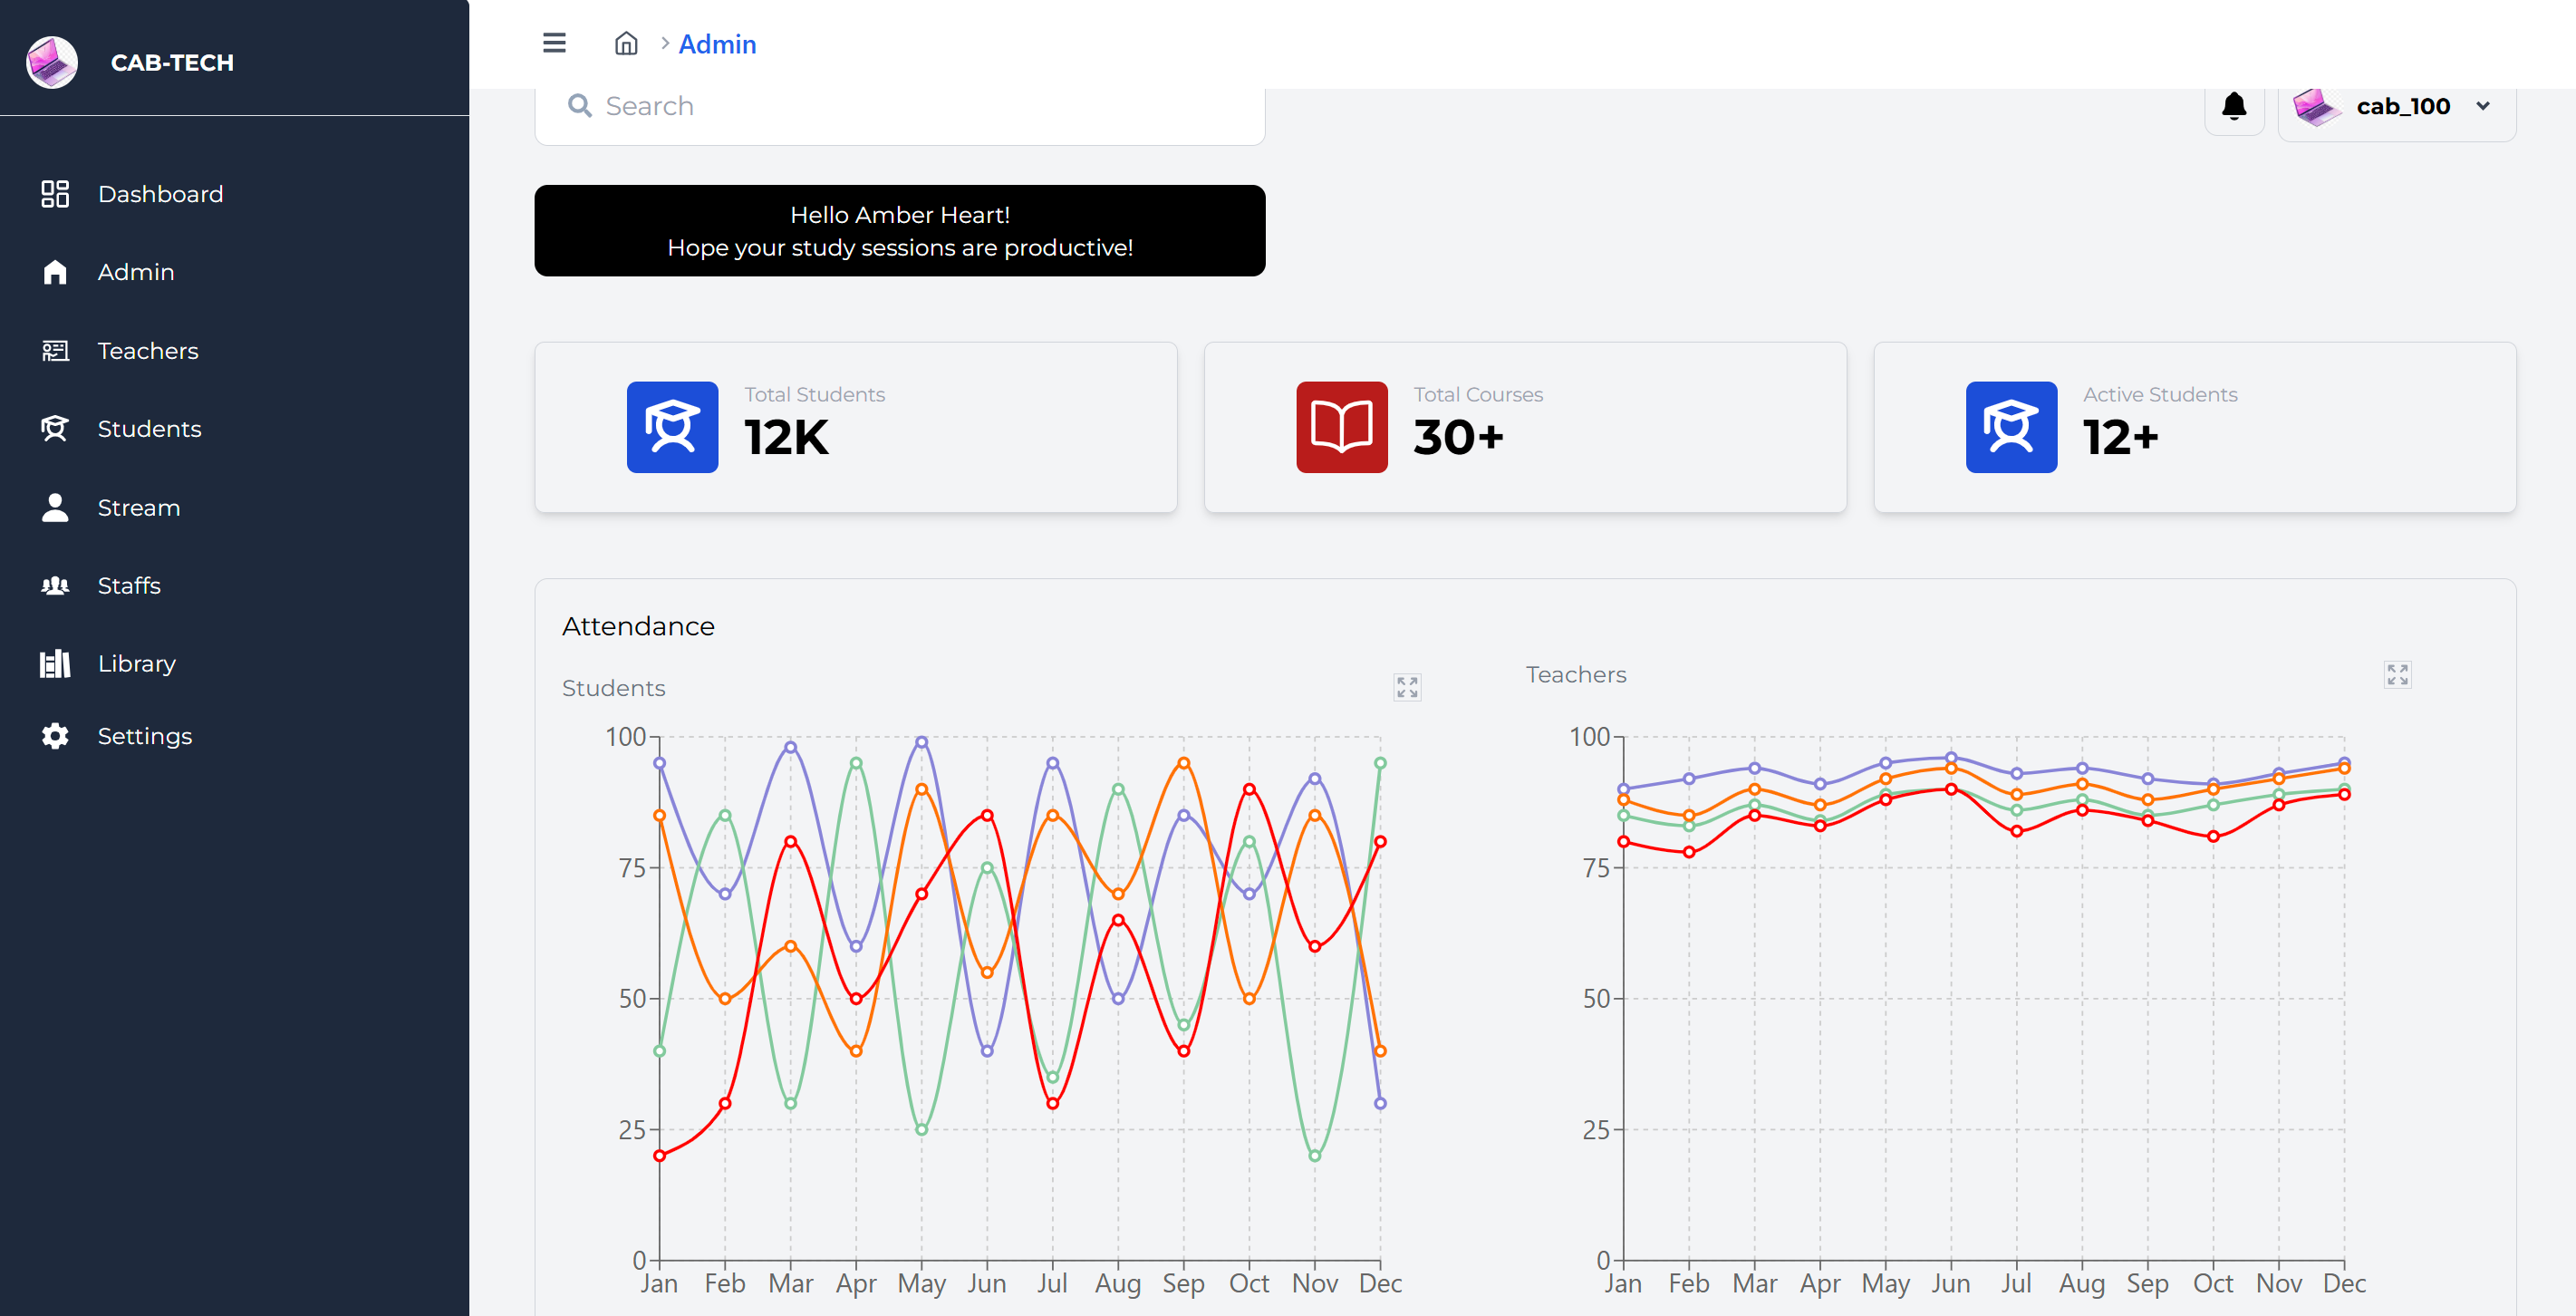 CAB-TECH
Dashboard
Admin
Teachers
Students
Stream
Staffs
Library
Settings
Admin
Search
cab_100
Hello Amber Heart!
Hope your study sessions are productive!
Total Students
12K
Total Courses
30+
Active Students
12+
Attendance
Students
100
75
50
25
0
Jan Feb Mar Apr May Jun Jul Aug Sep Oct Nov Dec
Teachers
100
75
50
25
0
Jan Feb Mar Apr May Jun Jul Aug Sep Oct Nov Dec